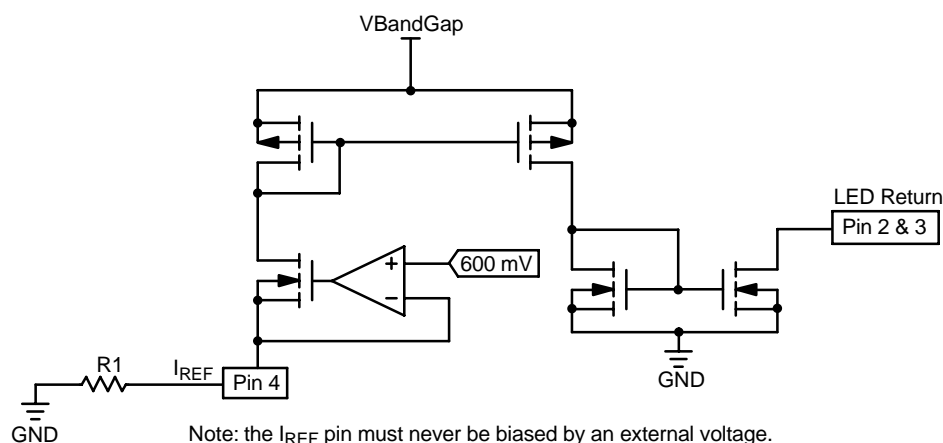 VBandGap
LED Return
Pin 2 & 3
+
600 mV
−
R1
IREF
Pin 4
GND
GND
Note: the IREF pin must never be biased by an external voltage.